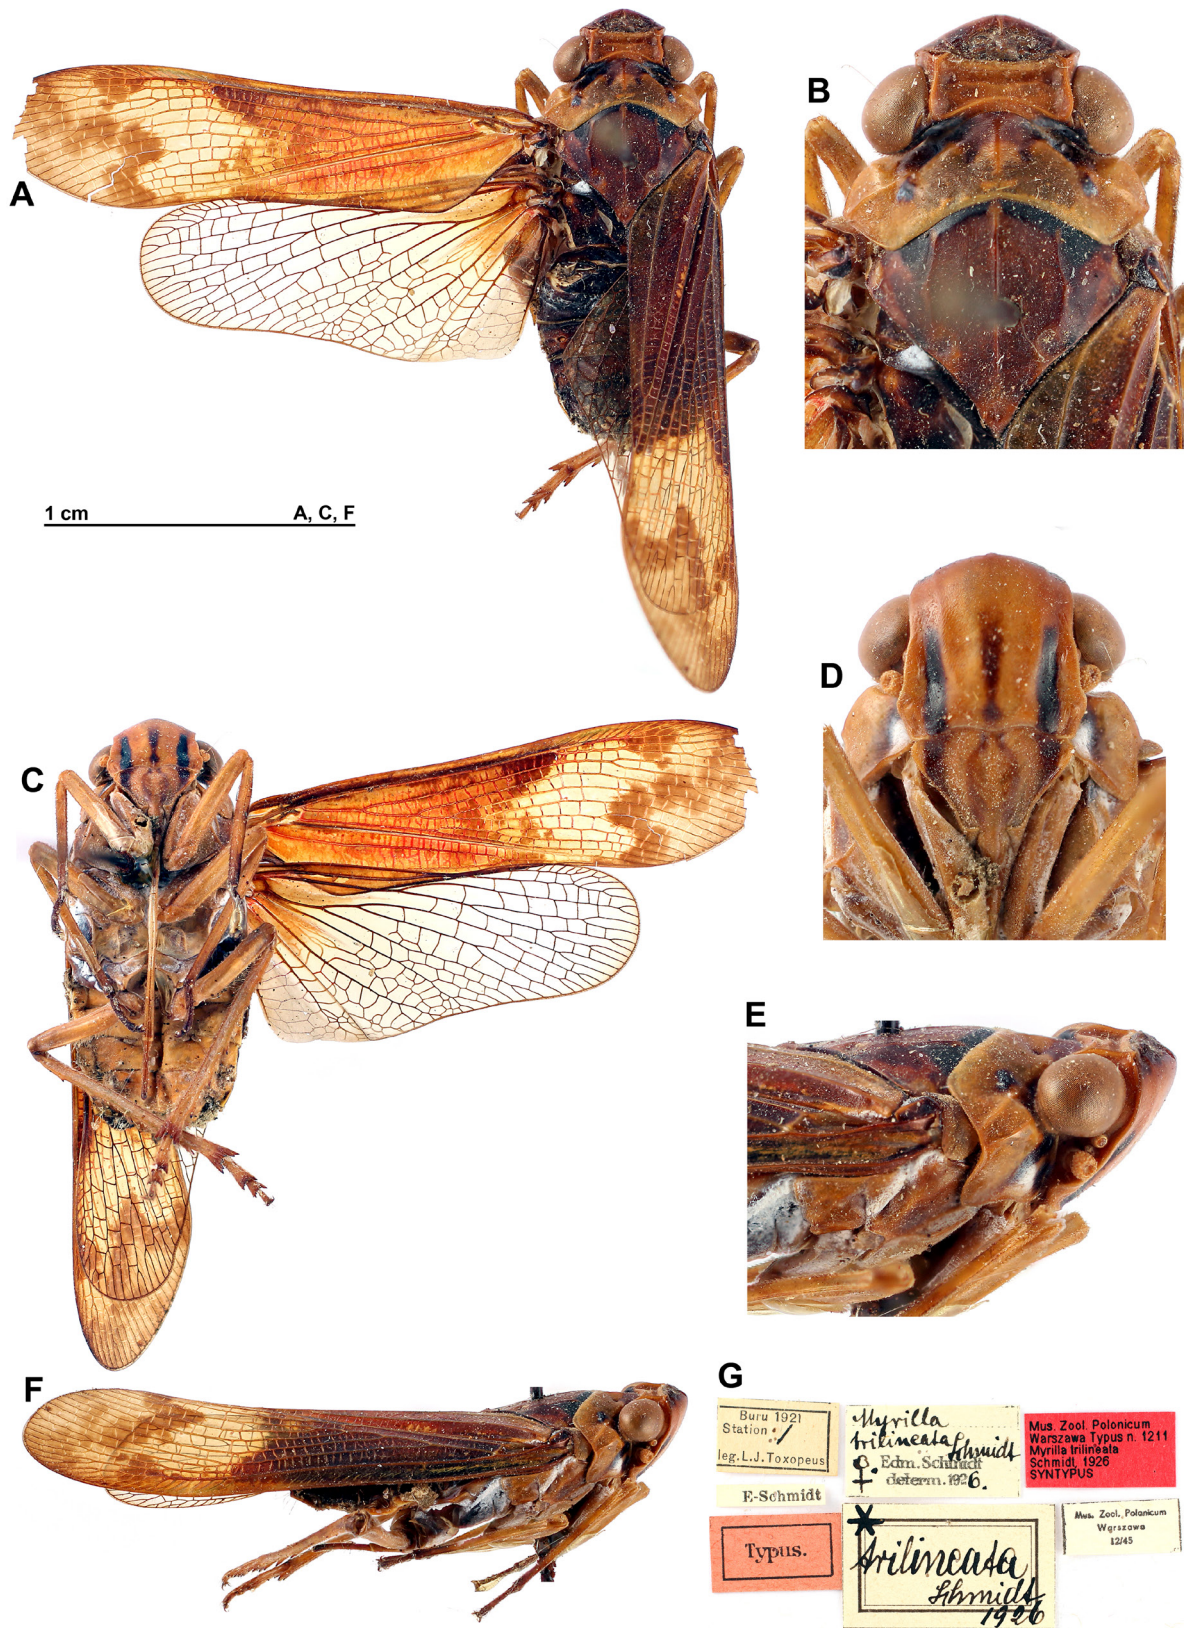 A
B
1 cm A, C, F
C
D
E
F
G
Buru 1921
Station: 1
leg. L.J. Toxopeus
Myrilla
trilineata Schmidt
♀. Edm. Schmidt
determ. 1926.
Mus. Zool. Polonicum
Warszawa Typus n. 1211
Myrilla trilineata
Schmidt, 1926
SYNTYPUS
E-Schmidt
Typus.
trilineata
Schmidt
1926
Mus. Zool. Polonicum
Warszawa
12/45